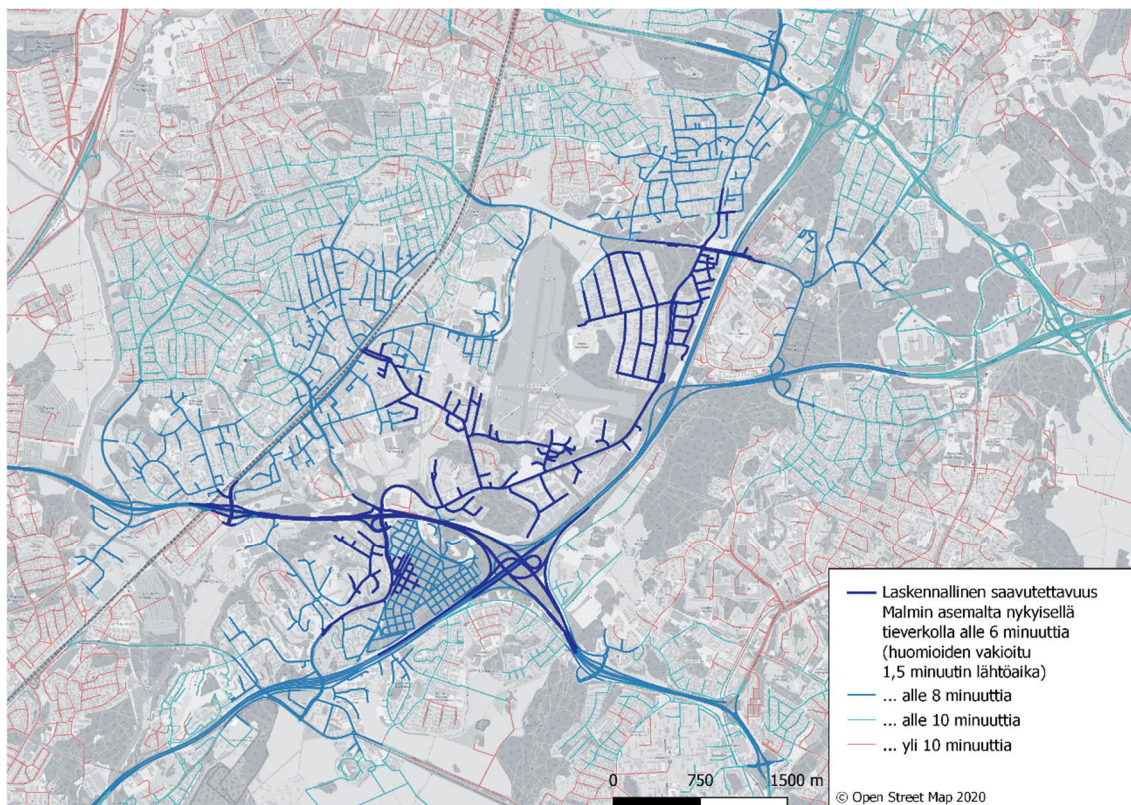 Laskennallinen saavutettavuus
Malmin asemalta nykyisellä
tieverkolla alle 6 minuuttia
(huomioiden vakioitu
1,5 minuutin lähtöaika)
... alle 8 minuuttia
... alle 10 minuuttia
... yli 10 minuuttia
0 750 1500 m
© Open Street Map 2020